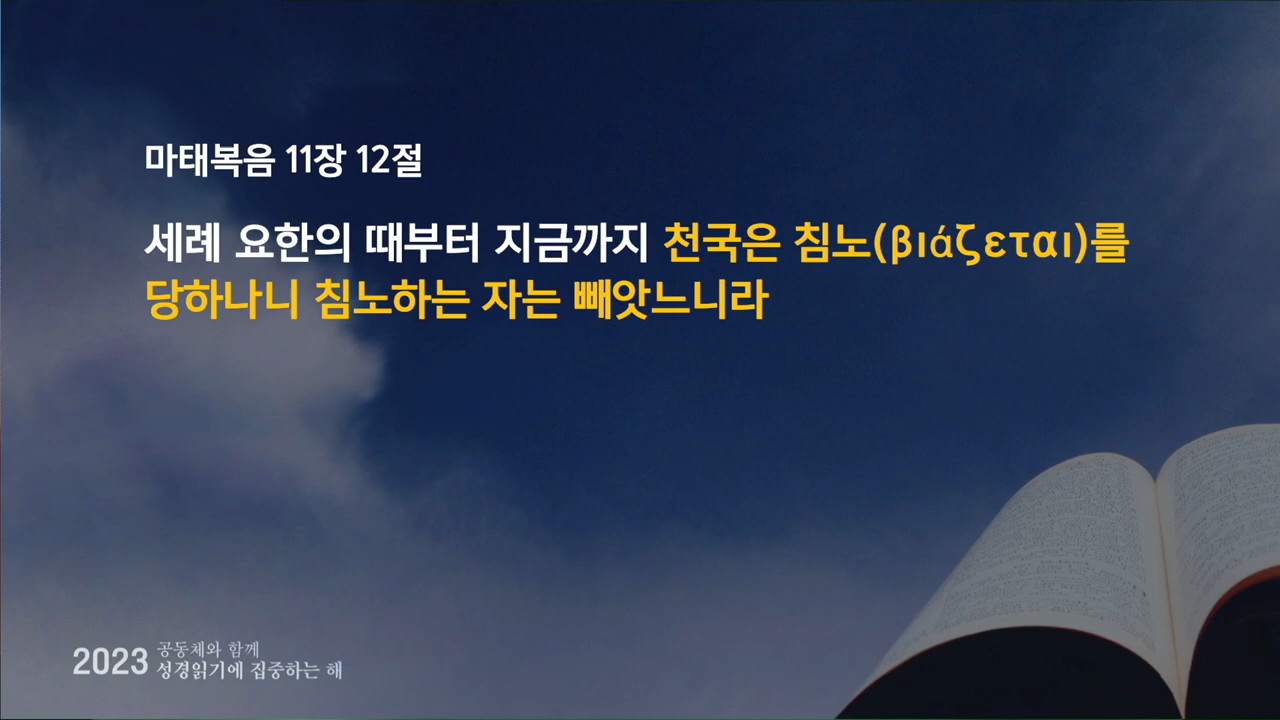 마태복음 11장 12절
세례 요한의 때부터 지금까지 천국은 침노(βιάζεται)를
당하나니 침노하는 자는 빼앗느니라
2023 공동체와 함께
성경읽기에 집중하는 해